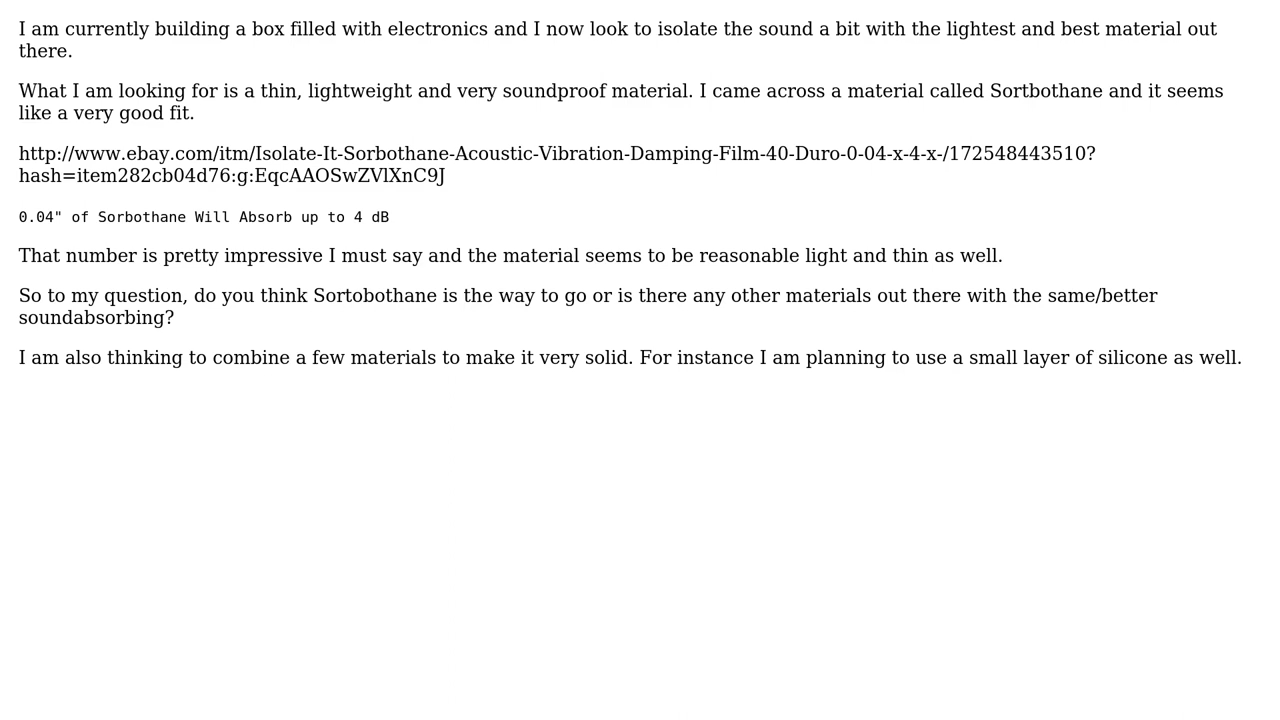 I am currently building a box filled with electronics and I now look to isolate the sound a bit with the lightest and best material out
there.
What I am looking for is a thin, lightweight and very soundproof material. I came across a material called Sortbothane and it seems
like a very good fit.
http://www.ebay.com/itm/Isolate-It-Sorbothane-Acoustic-Vibration-Damping-Film-40-Duro-0-04-x-4-x-/172548443510?
hash=item282cb04d76:g:EqcAAOSwZVlXnC9J
0.04" of Sorbothane Will Absorb up to 4 dB
That number is pretty impressive I must say and the material seems to be reasonable light and thin as well.
So to my question, do you think Sortobothane is the way to go or is there any other materials out there with the same/better
soundabsorbing?
I am also thinking to combine a few materials to make it very solid. For instance I am planning to use a small layer of silicone as well.